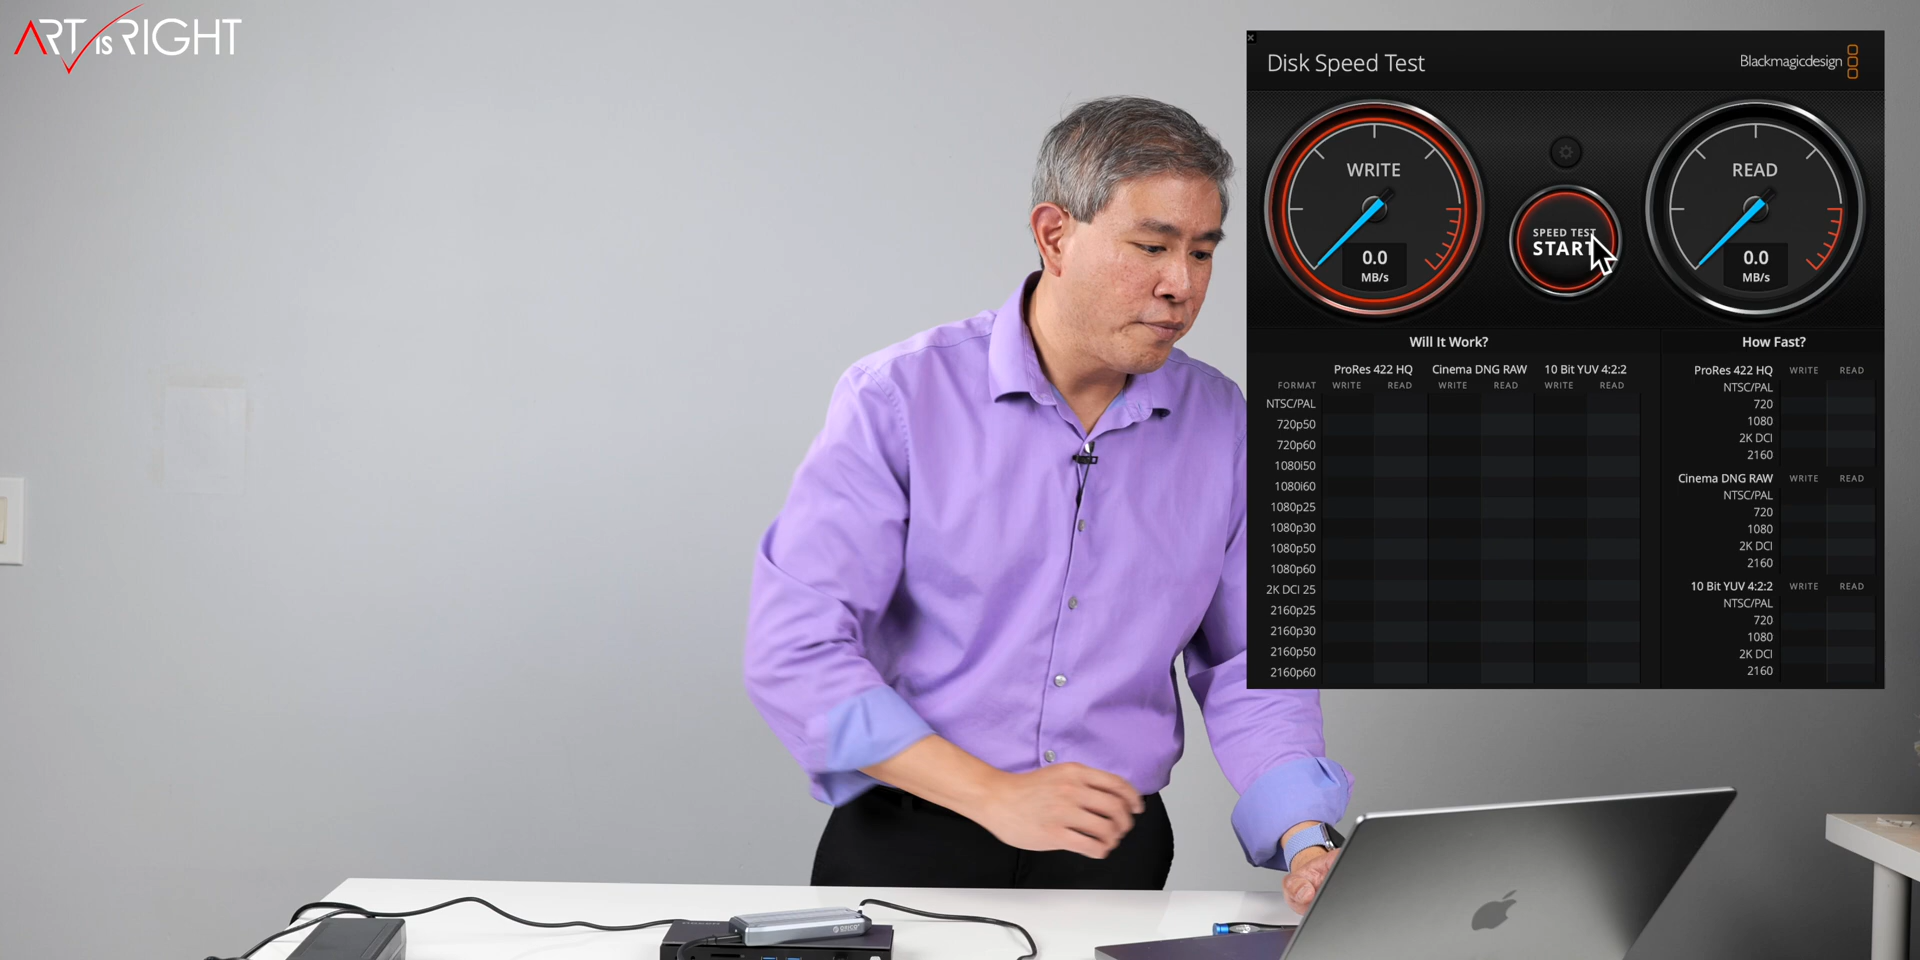 ART is RIGHT
Disk Speed Test
Blackmagicdesign
WRITE
0.0
MB/s
SPEED TEST
START
READ
0.0
MB/s
Will It Work?
ProRes 422 HQ Cinema DNG RAW 10 Bit YUV 4:2:2
FORMAT WRITE READ WRITE READ WRITE READ
NTSC/PAL
720p50
720p60
1080i50
1080i60
1080p25
1080p30
1080p50
1080p60
2K DCI 25
2160p25
2160p30
2160p50
2160p60
How Fast?
ProRes 422 HQ WRITE READ
NTSC/PAL
720
1080
2K DCI
2160
Cinema DNG RAW WRITE READ
NTSC/PAL
720
1080
2K DCI
2160
10 Bit YUV 4:2:2 WRITE READ
NTSC/PAL
720
1080
2K DCI
2160
ORICO